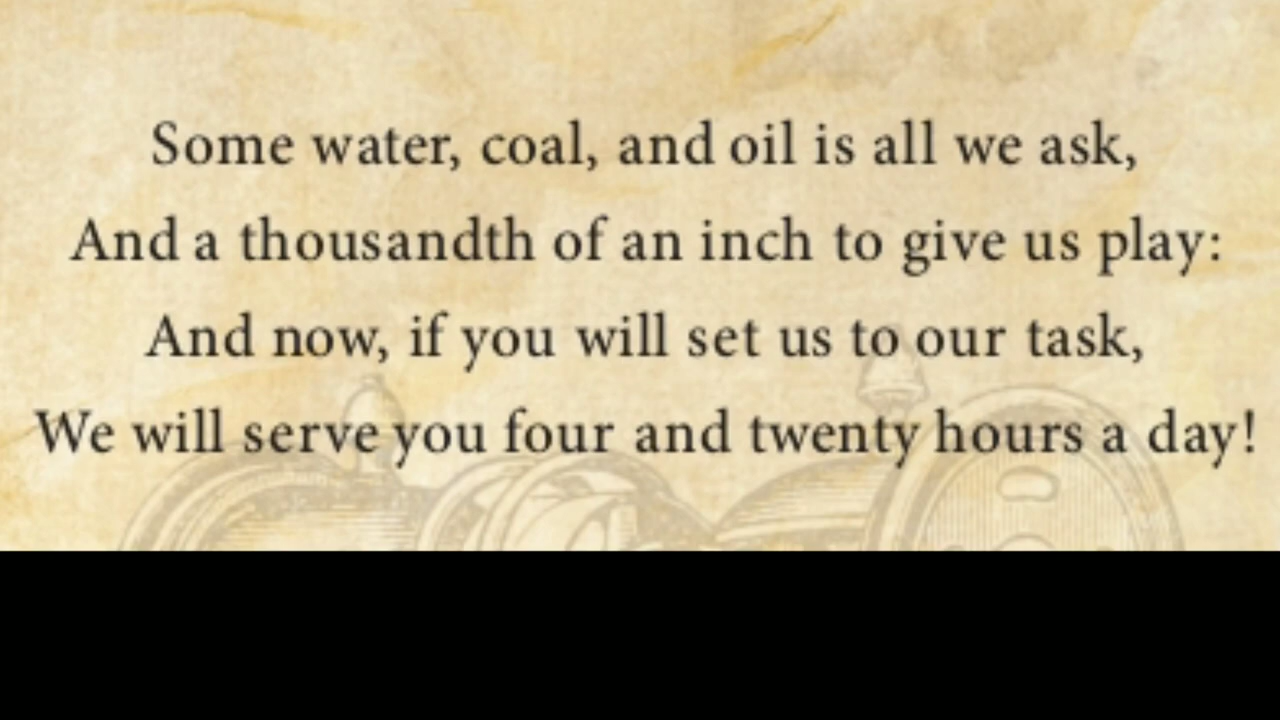 Some water, coal, and oil is all we ask,
And a thousandth of an inch to give us play:
And now, if you will set us to our task,
We will serve you four and twenty hours a day!